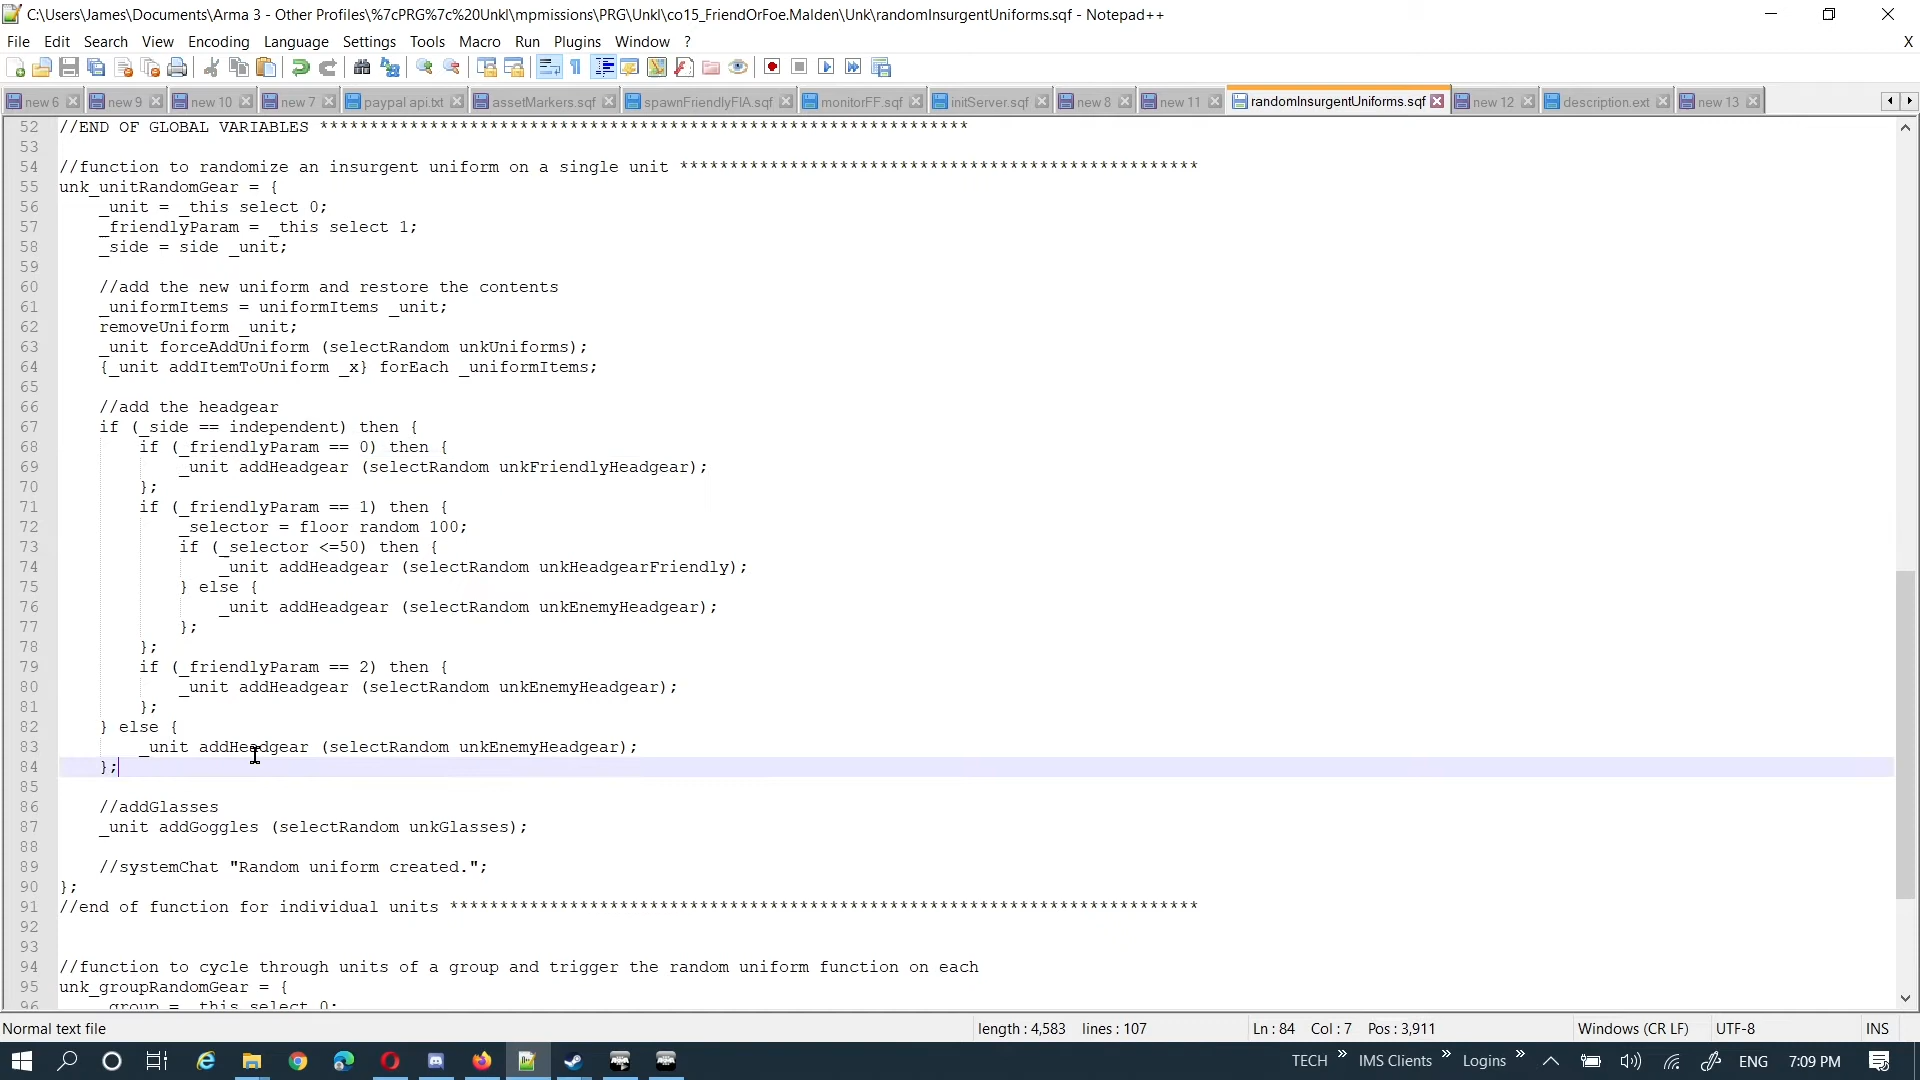 C:\Users\James\Documents\Arma 3 - Other Profiles\%7cPRG%7c%20Unkl\mpmissions\PRG\Unkl\co15_FriendOrFoe.Malden\Unk\randomInsurgentUniforms.sqf - Notepad++
File Edit Search View Encoding Language Settings Tools Macro Run Plugins Window ? X
new 6 new 9 new 10 new 7 paypal api.txt assetMarkers.sqf spawnFriendlyFIA.sqf monitorFF.sqf initServer.sqf new 8 new 11 randomInsurgentUniforms.sqf new 12 description.ext new 13
52 //END OF GLOBAL VARIABLES *****************************************************************
53
54 //function to randomize an insurgent uniform on a single unit ****************************************************
55 unk_unitRandomGear = {
56 _unit = _this select 0;
57 _friendlyParam = _this select 1;
58 _side = side _unit;
59
60 //add the new uniform and restore the contents
61 _uniformItems = uniformItems _unit;
62 removeUniform _unit;
63 _unit forceAddUniform (selectRandom unkUniforms);
64 {_unit addItemToUniform _x} forEach _uniformItems;
65
66 //add the headgear
67 if (_side == independent) then {
68 if (_friendlyParam == 0) then {
69 _unit addHeadgear (selectRandom unkFriendlyHeadgear);
70 };
71 if (_friendlyParam == 1) then {
72 _selector = floor random 100;
73 if (_selector <=50) then {
74 _unit addHeadgear (selectRandom unkHeadgearFriendly);
75 } else {
76 _unit addHeadgear (selectRandom unkEnemyHeadgear);
77 };
78 };
79 if (_friendlyParam == 2) then {
80 _unit addHeadgear (selectRandom unkEnemyHeadgear);
81 };
82 } else {
83 _unit addHeadgear (selectRandom unkEnemyHeadgear);
84 };
85
86 //addGlasses
87 _unit addGoggles (selectRandom unkGlasses);
88
89 //systemChat "Random uniform created.";
90 };
91 //end of function for individual units ***************************************************************************
92
93
94 //function to cycle through units of a group and trigger the random uniform function on each
95 unk_groupRandomGear = {
96 _group = _this select 0;
Normal text file length : 4,583 lines : 107 Ln : 84 Col : 7 Pos : 3,911 Windows (CR LF) UTF-8 INS
TECH » IMS Clients » Logins » ENG 7:09 PM